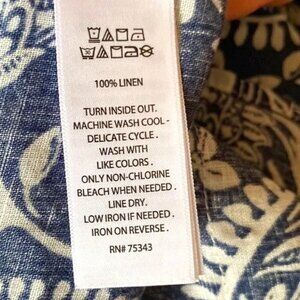 100% LINEN
TURN INSIDE OUT.
MACHINE WASH COOL -
DELICATE CYCLE .
WASH WITH
LIKE COLORS .
ONLY NON-CHLORINE
BLEACH WHEN NEEDED .
LINE DRY.
LOW IRON IF NEEDED .
IRON ON REVERSE .
RN# 75343